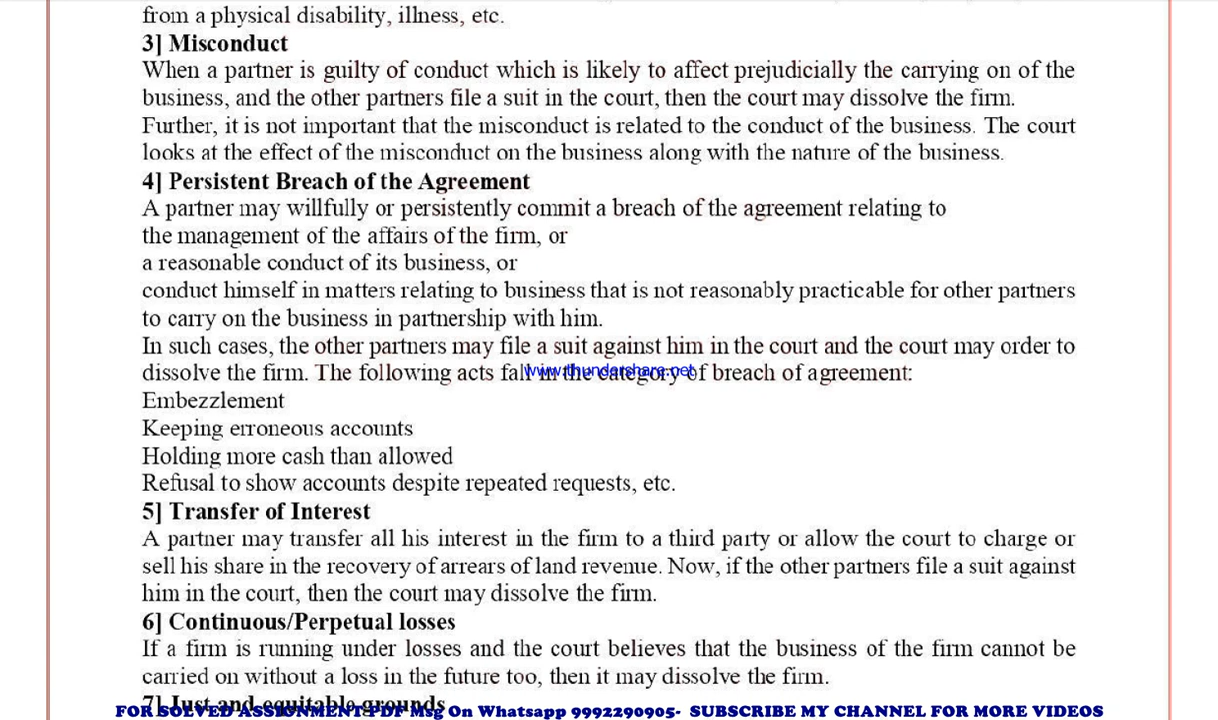 from a physical disability, illness, etc.
3] Misconduct
When a partner is guilty of conduct which is likely to affect prejudicially the carrying on of the
business, and the other partners file a suit in the court, then the court may dissolve the firm.
Further, it is not important that the misconduct is related to the conduct of the business. The court
looks at the effect of the misconduct on the business along with the nature of the business.
4] Persistent Breach of the Agreement
A partner may willfully or persistently commit a breach of the agreement relating to
the management of the affairs of the firm, or
a reasonable conduct of its business, or
conduct himself in matters relating to business that is not reasonably practicable for other partners
to carry on the business in partnership with him.
In such cases, the other partners may file a suit against him in the court and the court may order to
dissolve the firm. The following acts fall in the category of breach of agreement:
www.thundershare.net
Embezzlement
Keeping erroneous accounts
Holding more cash than allowed
Refusal to show accounts despite repeated requests, etc.
5] Transfer of Interest
A partner may transfer all his interest in the firm to a third party or allow the court to charge or
sell his share in the recovery of arrears of land revenue. Now, if the other partners file a suit against
him in the court, then the court may dissolve the firm.
6] Continuous/Perpetual losses
If a firm is running under losses and the court believes that the business of the firm cannot be
carried on without a loss in the future too, then it may dissolve the firm.
7] Just and equitable grounds
FOR SOLVED ASSIGNMENT PDF Msg On Whatsapp 9992290905- SUBSCRIBE MY CHANNEL FOR MORE VIDEOS